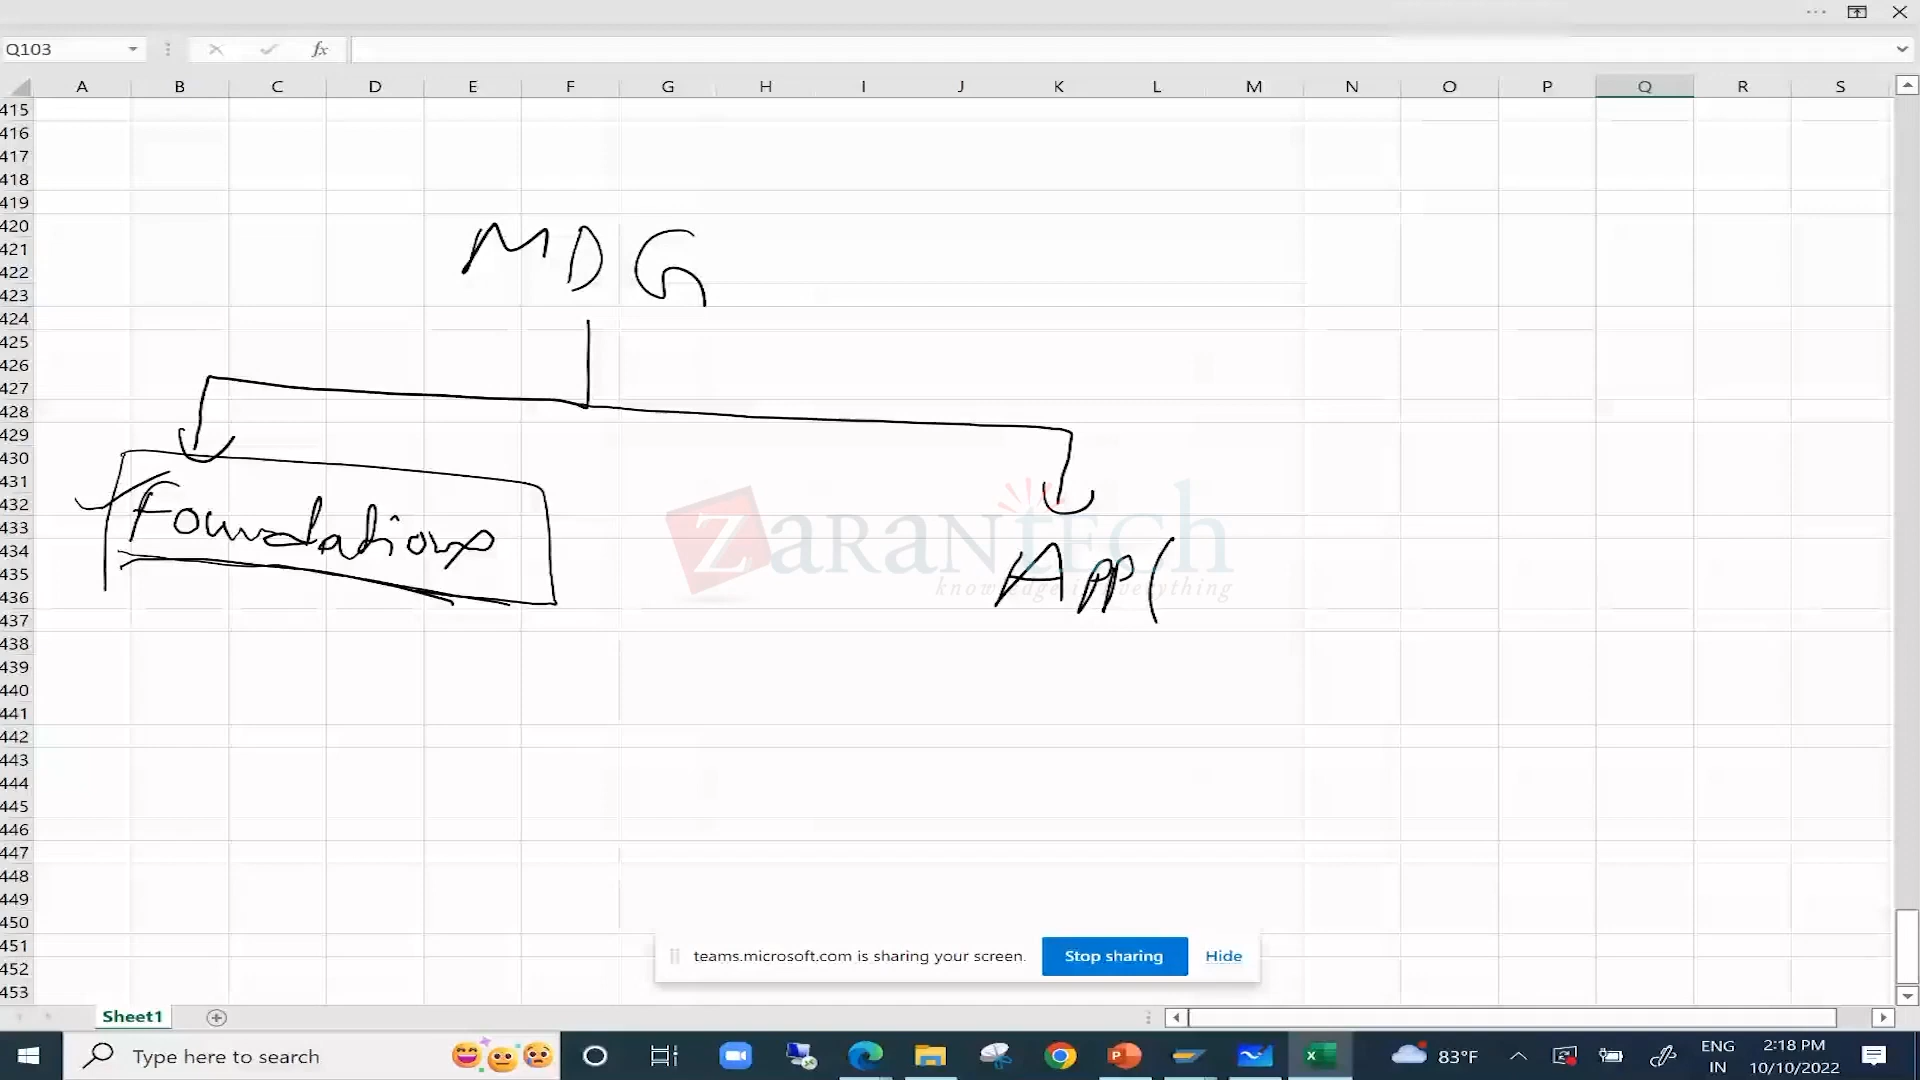 Q103
fx
A B C D E F G H I J K L M N O P Q R S
415
416
417
418
419
420
421
422
423
424
425
426
427
428
429
430
431
432
433
434
435
436
437
438
439
440
441
442
443
444
445
446
447
448
449
450
451
452
453
MDG
Foundations
App(
ZARANTECH
knowledge is everything
teams.microsoft.com is sharing your screen. Stop sharing Hide
Sheet1
Type here to search
83°F
ENG
IN
2:18 PM
10/10/2022